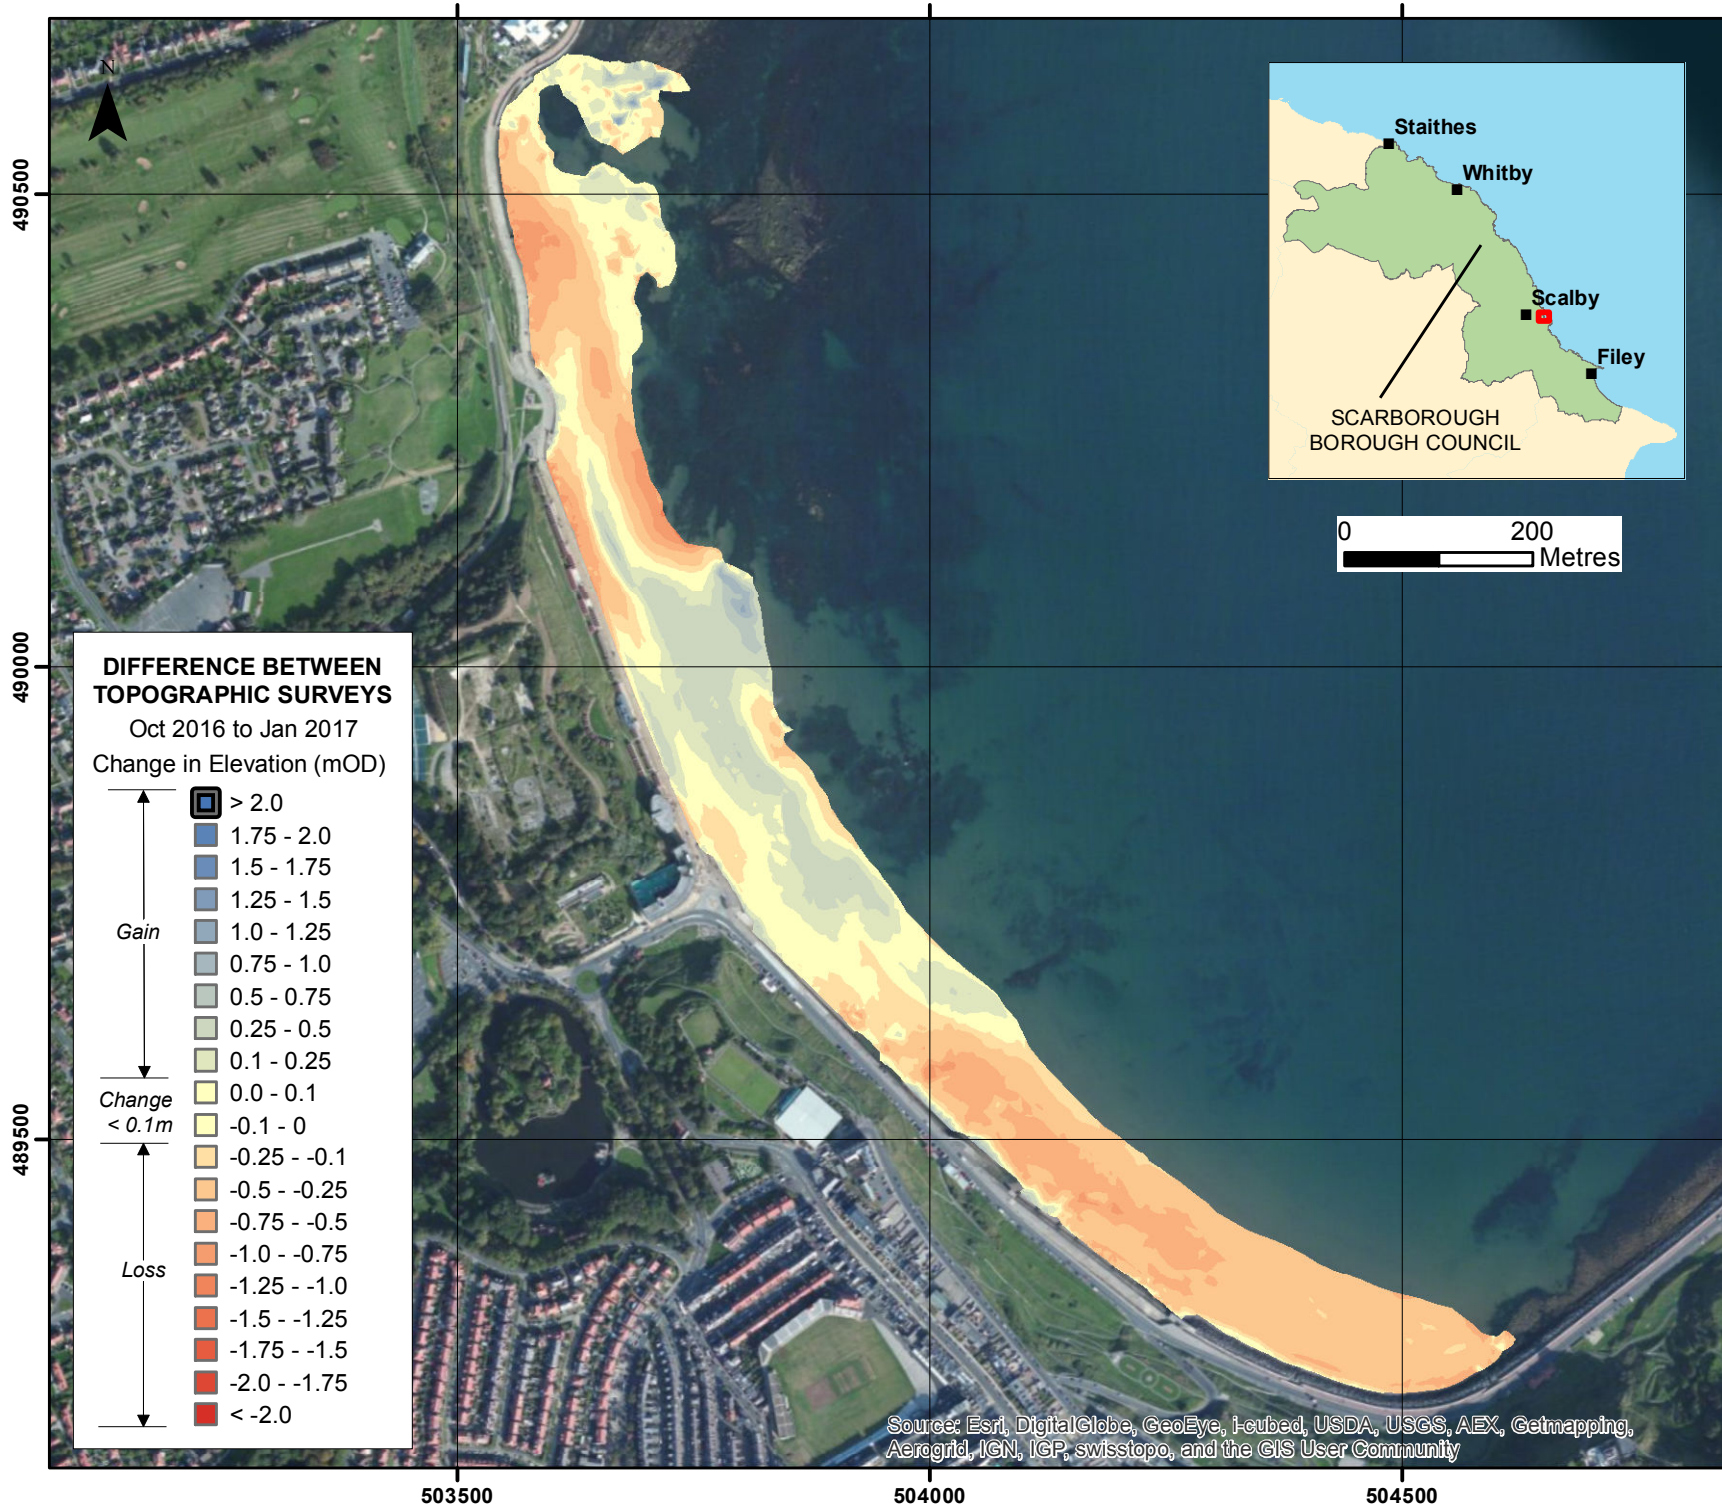 N
Staithes
Whitby
Scalby
Filey
SCARBOROUGH
BOROUGH COUNCIL
0 200
Metres
490500
490000
489500
DIFFERENCE BETWEEN
TOPOGRAPHIC SURVEYS
Oct 2016 to Jan 2017
Change in Elevation (mOD)
> 2.0
1.75 - 2.0
1.5 - 1.75
1.25 - 1.5
Gain
1.0 - 1.25
0.75 - 1.0
0.5 - 0.75
0.25 - 0.5
0.1 - 0.25
Change
< 0.1m
0.0 - 0.1
-0.1 - 0
-0.25 - -0.1
-0.5 - -0.25
-0.75 - -0.5
-1.0 - -0.75
Loss
-1.25 - -1.0
-1.5 - -1.25
-1.75 - -1.5
-2.0 - -1.75
< -2.0
Source: Esri, DigitalGlobe, GeoEye, i-cubed, USDA, USGS, AEX, Getmapping,
Aerogrid, IGN, IGP, swisstopo, and the GIS User Community
503500 504000 504500